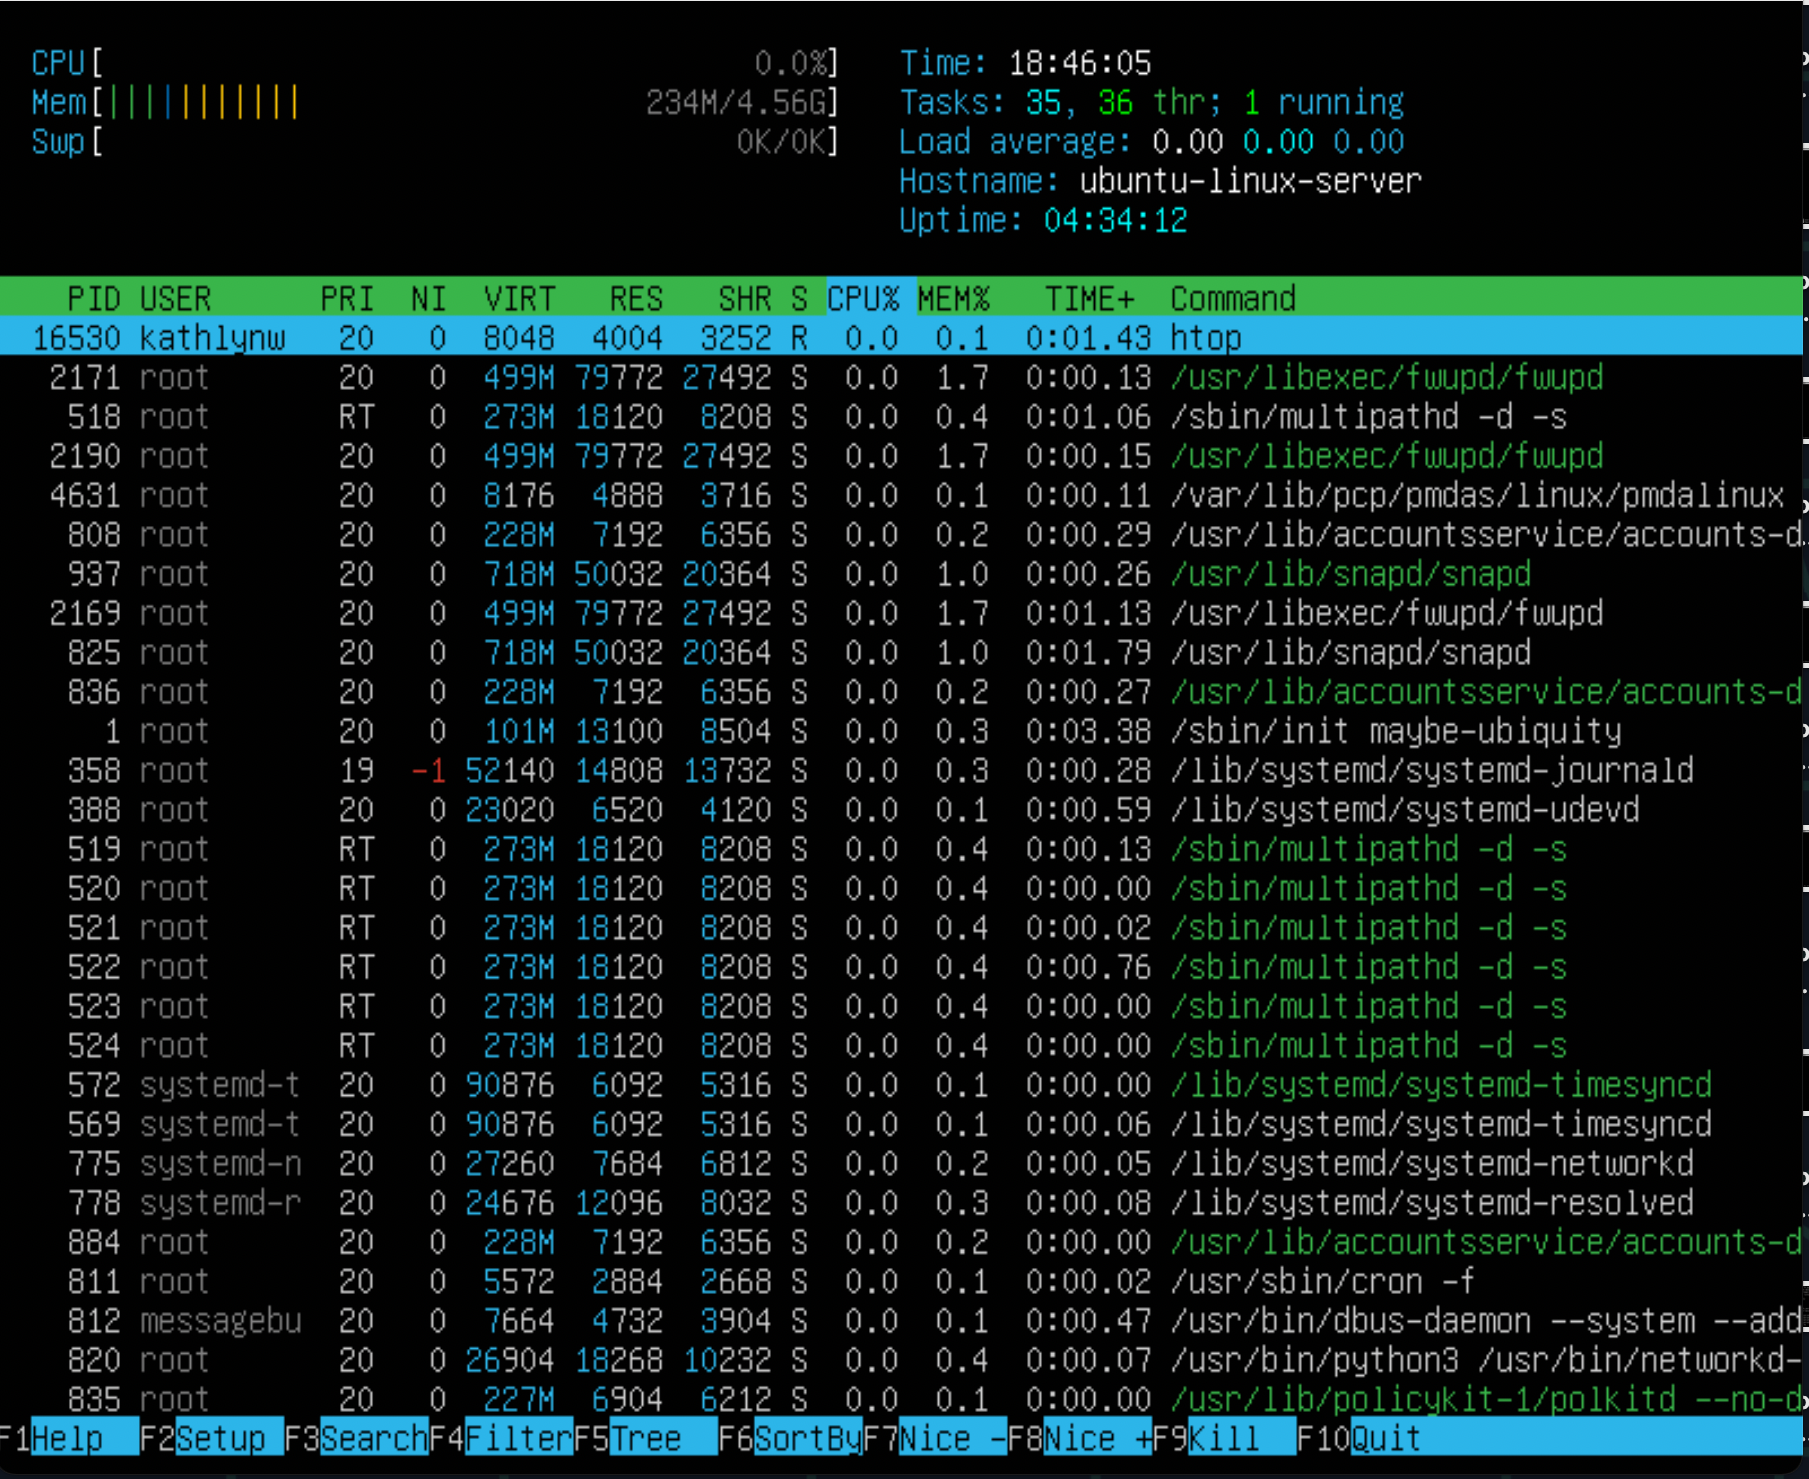 CPU[ 0.0%] Time: 18:46:05
Mem[||||||||||| 234M/4.56G] Tasks: 35, 36 thr; 1 running
Swp[ 0K/0K] Load average: 0.00 0.00 0.00
Hostname: ubuntu-linux-server
Uptime: 04:34:12
PID USER PRI NI VIRT RES SHR S CPU% MEM% TIME+ Command
16530 kathlynw 20 0 8048 4004 3252 R 0.0 0.1 0:01.43 htop
2171 root 20 0 499M 79772 27492 S 0.0 1.7 0:00.13 /usr/libexec/fwupd/fwupd
518 root RT 0 273M 18120 8208 S 0.0 0.4 0:01.06 /sbin/multipathd -d -s
2190 root 20 0 499M 79772 27492 S 0.0 1.7 0:00.15 /usr/libexec/fwupd/fwupd
4631 root 20 0 8176 4888 3716 S 0.0 0.1 0:00.11 /var/lib/pcp/pmdas/linux/pmdalinux
808 root 20 0 228M 7192 6356 S 0.0 0.2 0:00.29 /usr/lib/accountsservice/accounts-d
937 root 20 0 718M 50032 20364 S 0.0 1.0 0:00.26 /usr/lib/snapd/snapd
2169 root 20 0 499M 79772 27492 S 0.0 1.7 0:01.13 /usr/libexec/fwupd/fwupd
825 root 20 0 718M 50032 20364 S 0.0 1.0 0:01.79 /usr/lib/snapd/snapd
836 root 20 0 228M 7192 6356 S 0.0 0.2 0:00.27 /usr/lib/accountsservice/accounts-d
1 root 20 0 101M 13100 8504 S 0.0 0.3 0:03.38 /sbin/init maybe-ubiquity
358 root 19 -1 52140 14808 13732 S 0.0 0.3 0:00.28 /lib/systemd/systemd-journald
388 root 20 0 23020 6520 4120 S 0.0 0.1 0:00.59 /lib/systemd/systemd-udevd
519 root RT 0 273M 18120 8208 S 0.0 0.4 0:00.13 /sbin/multipathd -d -s
520 root RT 0 273M 18120 8208 S 0.0 0.4 0:00.00 /sbin/multipathd -d -s
521 root RT 0 273M 18120 8208 S 0.0 0.4 0:00.02 /sbin/multipathd -d -s
522 root RT 0 273M 18120 8208 S 0.0 0.4 0:00.76 /sbin/multipathd -d -s
523 root RT 0 273M 18120 8208 S 0.0 0.4 0:00.00 /sbin/multipathd -d -s
524 root RT 0 273M 18120 8208 S 0.0 0.4 0:00.00 /sbin/multipathd -d -s
572 systemd-t 20 0 90876 6092 5316 S 0.0 0.1 0:00.00 /lib/systemd/systemd-timesyncd
569 systemd-t 20 0 90876 6092 5316 S 0.0 0.1 0:00.06 /lib/systemd/systemd-timesyncd
775 systemd-n 20 0 27260 7684 6812 S 0.0 0.2 0:00.05 /lib/systemd/systemd-networkd
778 systemd-r 20 0 24676 12096 8032 S 0.0 0.3 0:00.08 /lib/systemd/systemd-resolved
884 root 20 0 228M 7192 6356 S 0.0 0.2 0:00.00 /usr/lib/accountsservice/accounts-d
811 root 20 0 5572 2884 2668 S 0.0 0.1 0:00.02 /usr/sbin/cron -f
812 messagebu 20 0 7664 4732 3904 S 0.0 0.1 0:00.47 /usr/bin/dbus-daemon --system --add
820 root 20 0 26904 18268 10232 S 0.0 0.4 0:00.07 /usr/bin/python3 /usr/bin/networkd-
835 root 20 0 227M 6904 6212 S 0.0 0.1 0:00.00 /usr/lib/policykit-1/polkitd --no-d
F1Help F2Setup F3SearchF4FilterF5Tree F6SortByF7Nice -F8Nice +F9Kill F10Quit